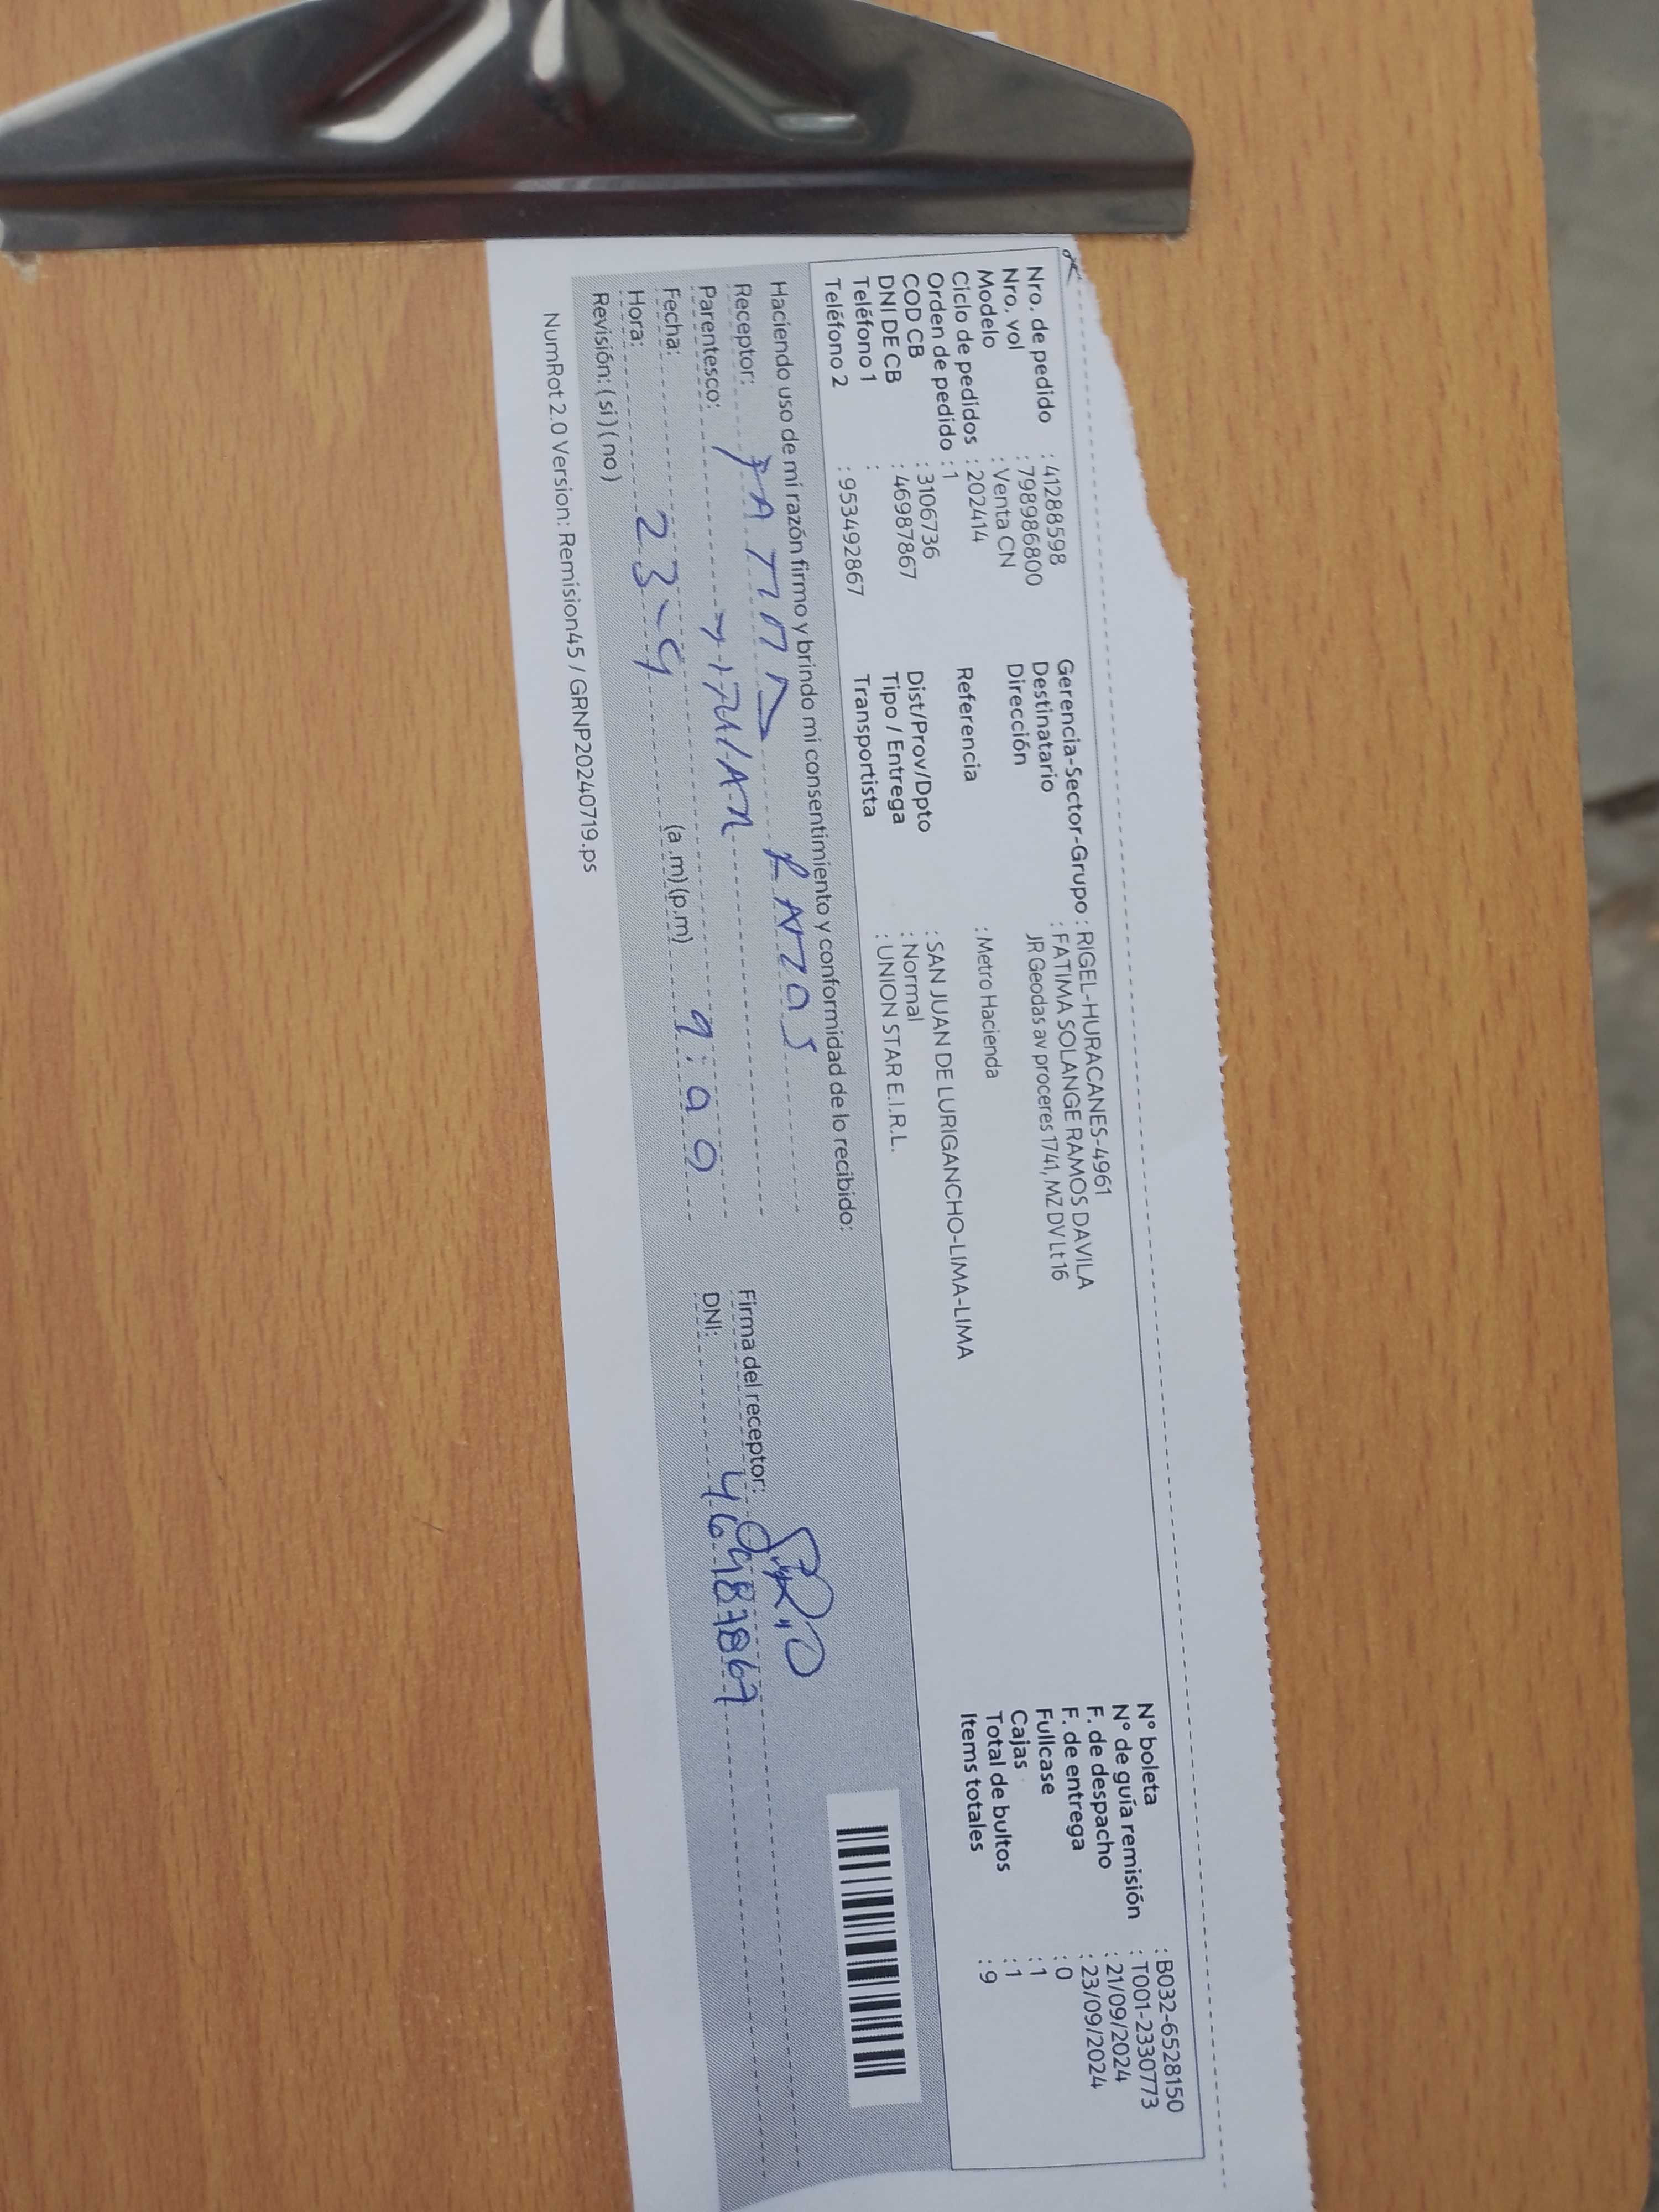 Nro. de pedido : 41288598
Nro. vol : 798986800
Modelo : Venta CN
Ciclo de pedidos : 202414
Orden de pedido : 1
COD CB : 3106736
DNI DE CB : 46987867
Teléfono 1 :
Teléfono 2 : 953492867
Gerencia-Sector-Grupo : RIGEL-HURACANES-4961
Destinatario : FATIMA SOLANGE RAMOS DAVILA
Dirección JR Geodas av proceres 1741, MZ DV Lt 16
Referencia : Metro Hacienda
Dist/Prov/Dpto : SAN JUAN DE LURIGANCHO-LIMA-LIMA
Tipo / Entrega : Normal
Transportista : UNION STAR E.I.R.L.
N° boleta : B032-6528150
N° de guía remisión : T001-2330773
F. de despacho : 21/09/2024
F. de entrega : 23/09/2024
Fullcase : 0
Cajas : 1
Total de bultos : 1
Items totales : 9
Haciendo uso de mi razón firmo y brindo mi consentimiento y conformidad de lo recibido:
Receptor:
Parentesco:
Fecha: 23-9
Hora: (a.m)(p.m) 9:09
Revisión: (si)(no)
Firma del receptor:
DNI: 46987867
NumRot 2.0 Version: Remision45 / GRNP20240719.ps